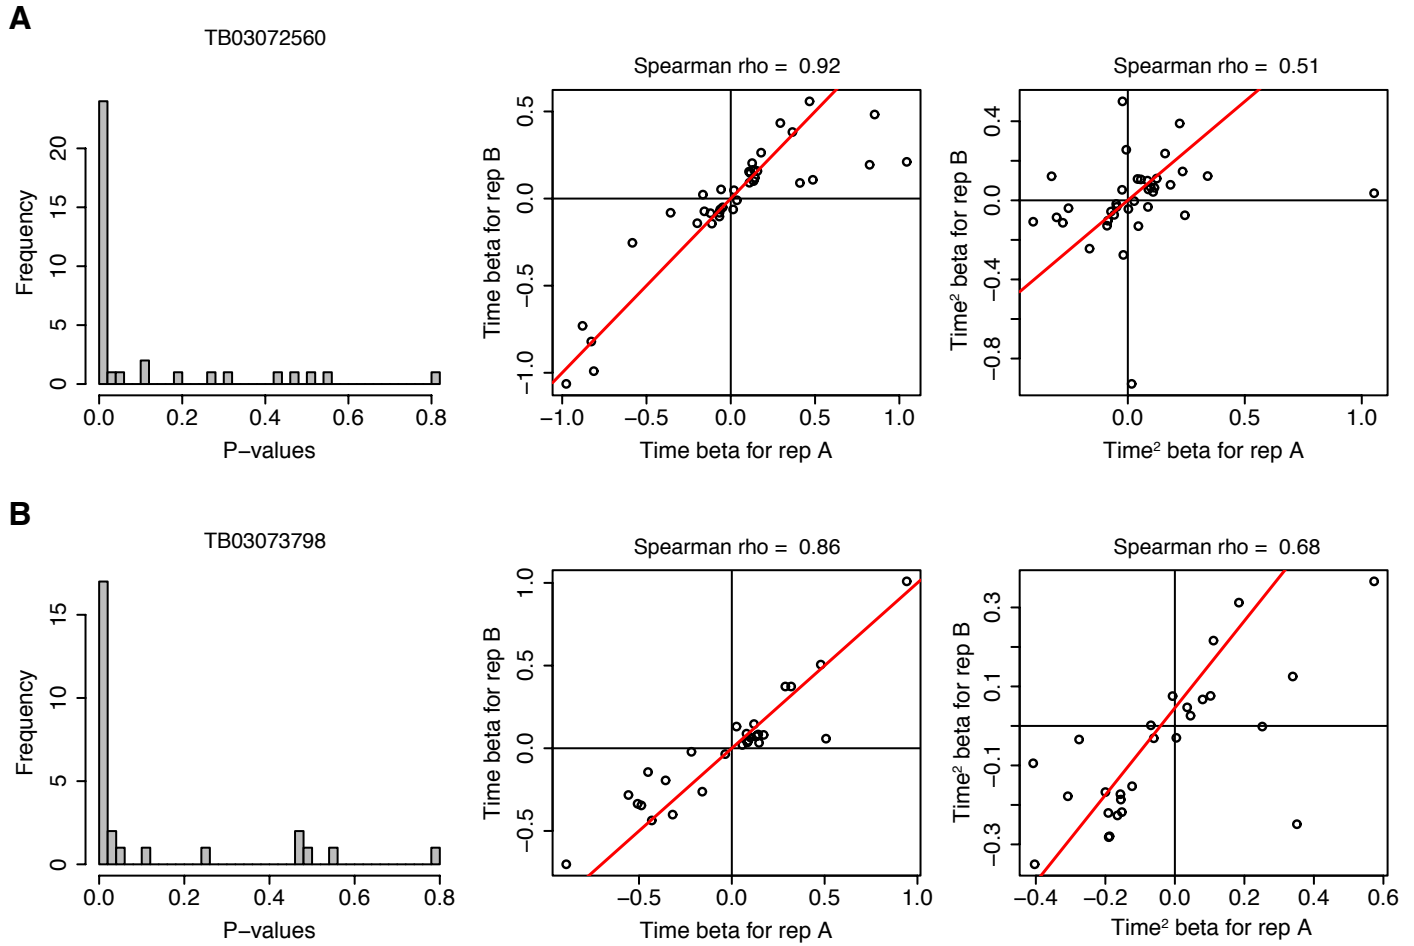 A
TB03072560
Frequency
0 5 10 15 20
0.0 0.2 0.4 0.6 0.8
P−values
Spearman rho = 0.92
Time beta for rep B
−1.0 −0.5 0.0 0.5
−1.0 −0.5 0.0 0.5 1.0
Time beta for rep A
Spearman rho = 0.51
Time² beta for rep B
−0.8 −0.4 0.0 0.4
0.0 0.5 1.0
Time² beta for rep A
B
TB03073798
Frequency
0 5 10 15
0.0 0.2 0.4 0.6 0.8
P−values
Spearman rho = 0.86
Time beta for rep B
−0.5 0.0 0.5 1.0
−0.5 0.0 0.5 1.0
Time beta for rep A
Spearman rho = 0.68
Time² beta for rep B
−0.3 −0.1 0.1 0.3
−0.4 −0.2 0.0 0.2 0.4 0.6
Time² beta for rep A